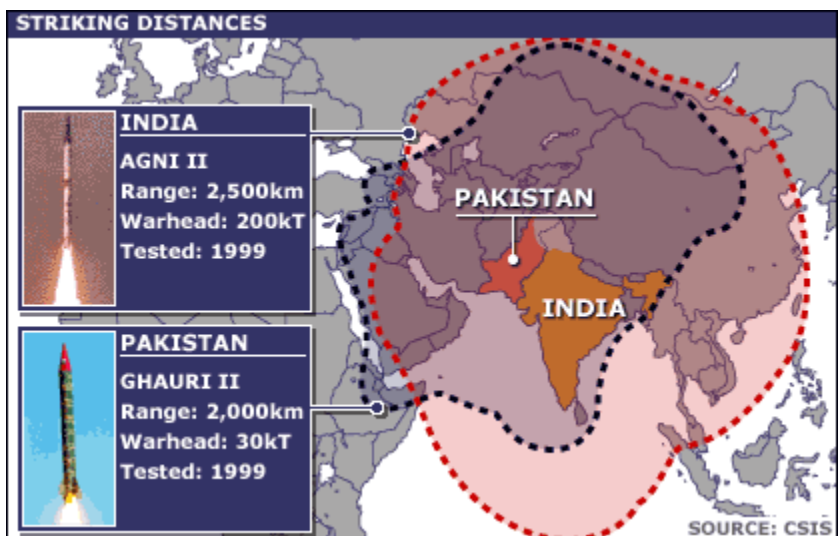 STRIKING DISTANCES
INDIA
AGNI II
Range: 2,500km
Warhead: 200kT
Tested: 1999
PAKISTAN
GHAURI II
Range: 2,000km
Warhead: 30kT
Tested: 1999
PAKISTAN
INDIA
SOURCE: CSIS